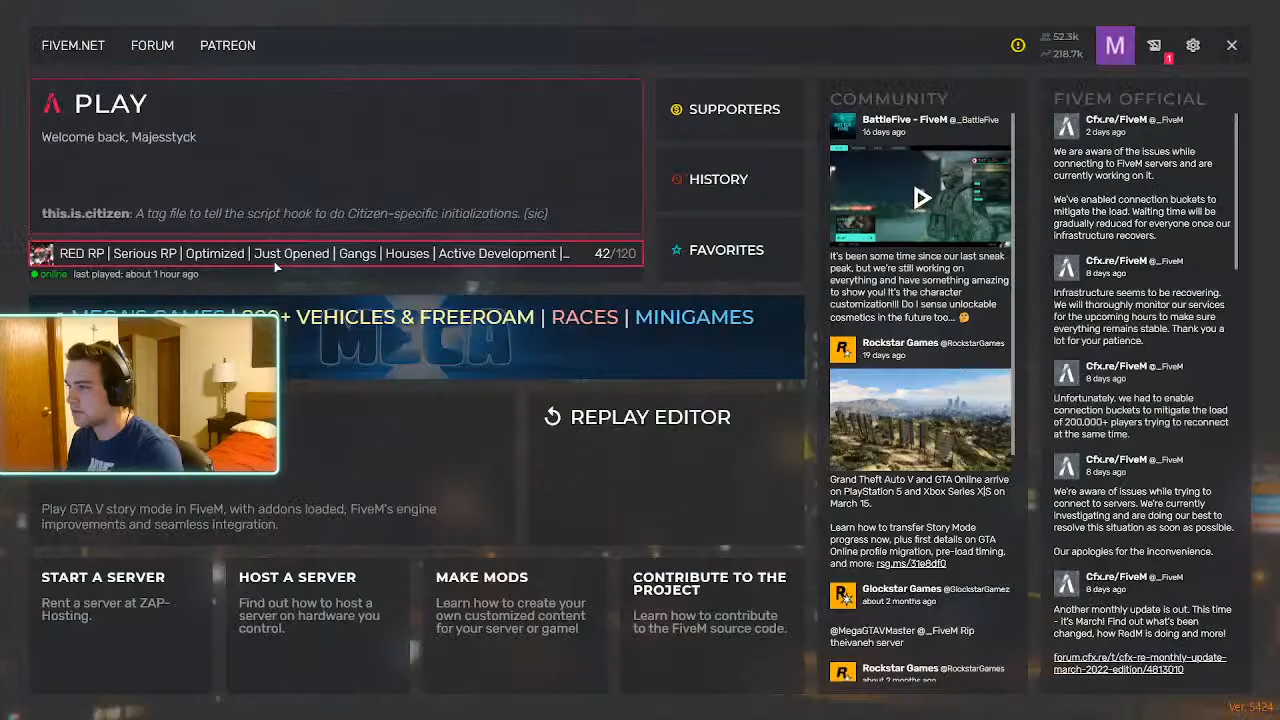 FIVEM.NET
FORUM
PATREON
52.3k
218.7k
M
1
PLAY
Welcome back, Majesstyck
this.is.citizen: A tag file to tell the script hook to do Citizen-specific initializations. (sic)
RED RP | Serious RP | Optimized | Just Opened | Gangs | Houses | Active Development |... 42/120
online last played: about 1 hour ago
SUPPORTERS
HISTORY
FAVORITES
VEHICLES & FREEROAM | RACES | MINIGAMES
MEGA
REPLAY EDITOR
Play GTA V story mode in FiveM, with addons loaded, FiveM's engine
improvements and seamless integration.
START A SERVER
Rent a server at ZAP-
Hosting.
HOST A SERVER
Find out how to host a
server on hardware you
control.
MAKE MODS
Learn how to create your
own customized content
for your server or game!
CONTRIBUTE TO THE
PROJECT
Learn how to contribute
to the FiveM source code.
COMMUNITY
BattleFive - FiveM @_BattleFive
16 days ago
It's been some time since our last sneak
peak, but we're still working on
everything and have something amazing
to show you! It's the character
customization!!! Do I sense unlockable
cosmetics in the future too... 🤔
Rockstar Games @RockstarGames
19 days ago
Grand Theft Auto V and GTA Online arrive
on PlayStation 5 and Xbox Series X|S on
March 15.
Learn how to transfer Story Mode
progress now, plus first details on GTA
Online profile migration, pre-load timing,
and more: rsg.ms/31e8df0
Glockstar Games @GlockstarGamez
about 2 months ago
@MegaGTAVMaster @_FiveM Rip
theivaneh server
Rockstar Games @RockstarGames
about 2 months ago
FIVEM OFFICIAL
Cfx.re/FiveM @_FiveM
2 days ago
We are aware of the issues while
connecting to FiveM servers and are
currently working on it.
We've enabled connection buckets to
mitigate the load. Waiting time will be
gradually reduced for everyone once our
infrastructure recovers.
Cfx.re/FiveM @_FiveM
8 days ago
Infrastructure seems to be recovering.
We will thoroughly monitor our services
for the upcoming hours to make sure
everything remains stable. Thank you a
lot for your patience.
Cfx.re/FiveM @_FiveM
8 days ago
Unfortunately, we had to enable
connection buckets to mitigate the load
of 200.000+ players trying to reconnect
at the same time.
Cfx.re/FiveM @_FiveM
8 days ago
We're aware of issues while trying to
connect to servers. We're currently
investigating and are doing our best to
resolve this situation as soon as possible.
Our apologies for the inconvenience.
Cfx.re/FiveM @_FiveM
8 days ago
Another monthly update is out. This time
- it's March! Find out what's been
changed, how RedM is doing and more!
forum.cfx.re/t/cfx-re-monthly-update-
march-2022-edition/4813010
Ver. 5424